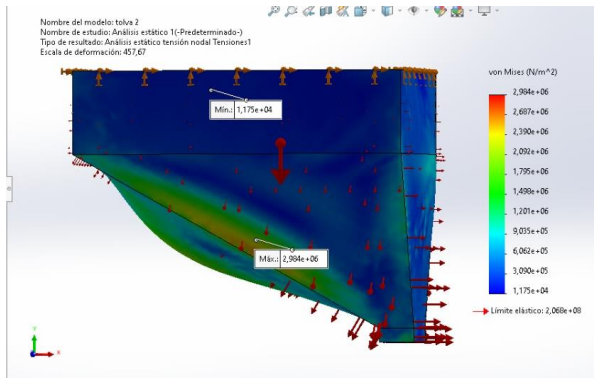 Nombre del modelo: tolva 2
Nombre de estudio: Análisis estático 1(-Predeterminado-)
Tipo de resultado: Análisis estático tensión nodal Tensiones1
Escala de deformación: 457,67
von Mises (N/m^2)
2,984e+06
2,687e+06
2,390e+06
2,092e+06
1,795e+06
1,498e+06
1,201e+06
9,035e+05
6,062e+05
3,090e+05
1,175e+04
Límite elástico: 2,068e+08
Mín.: 1,175e+04
Máx.: 2,984e+06
Y
X